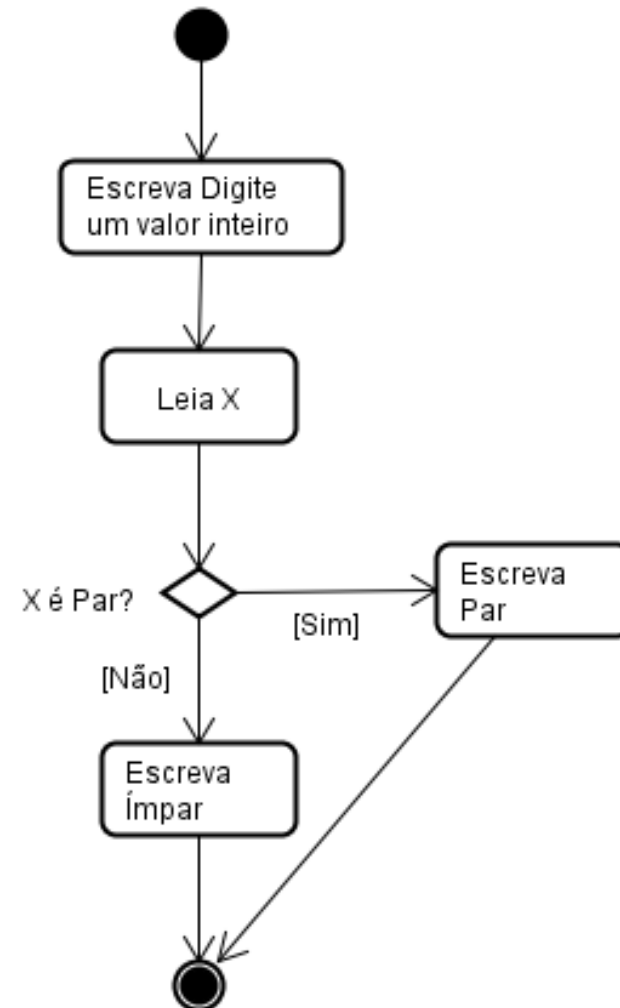 Escreva Digite
um valor inteiro
Leia X
X é Par?
[Sim]
Escreva
Par
[Não]
Escreva
Ímpar